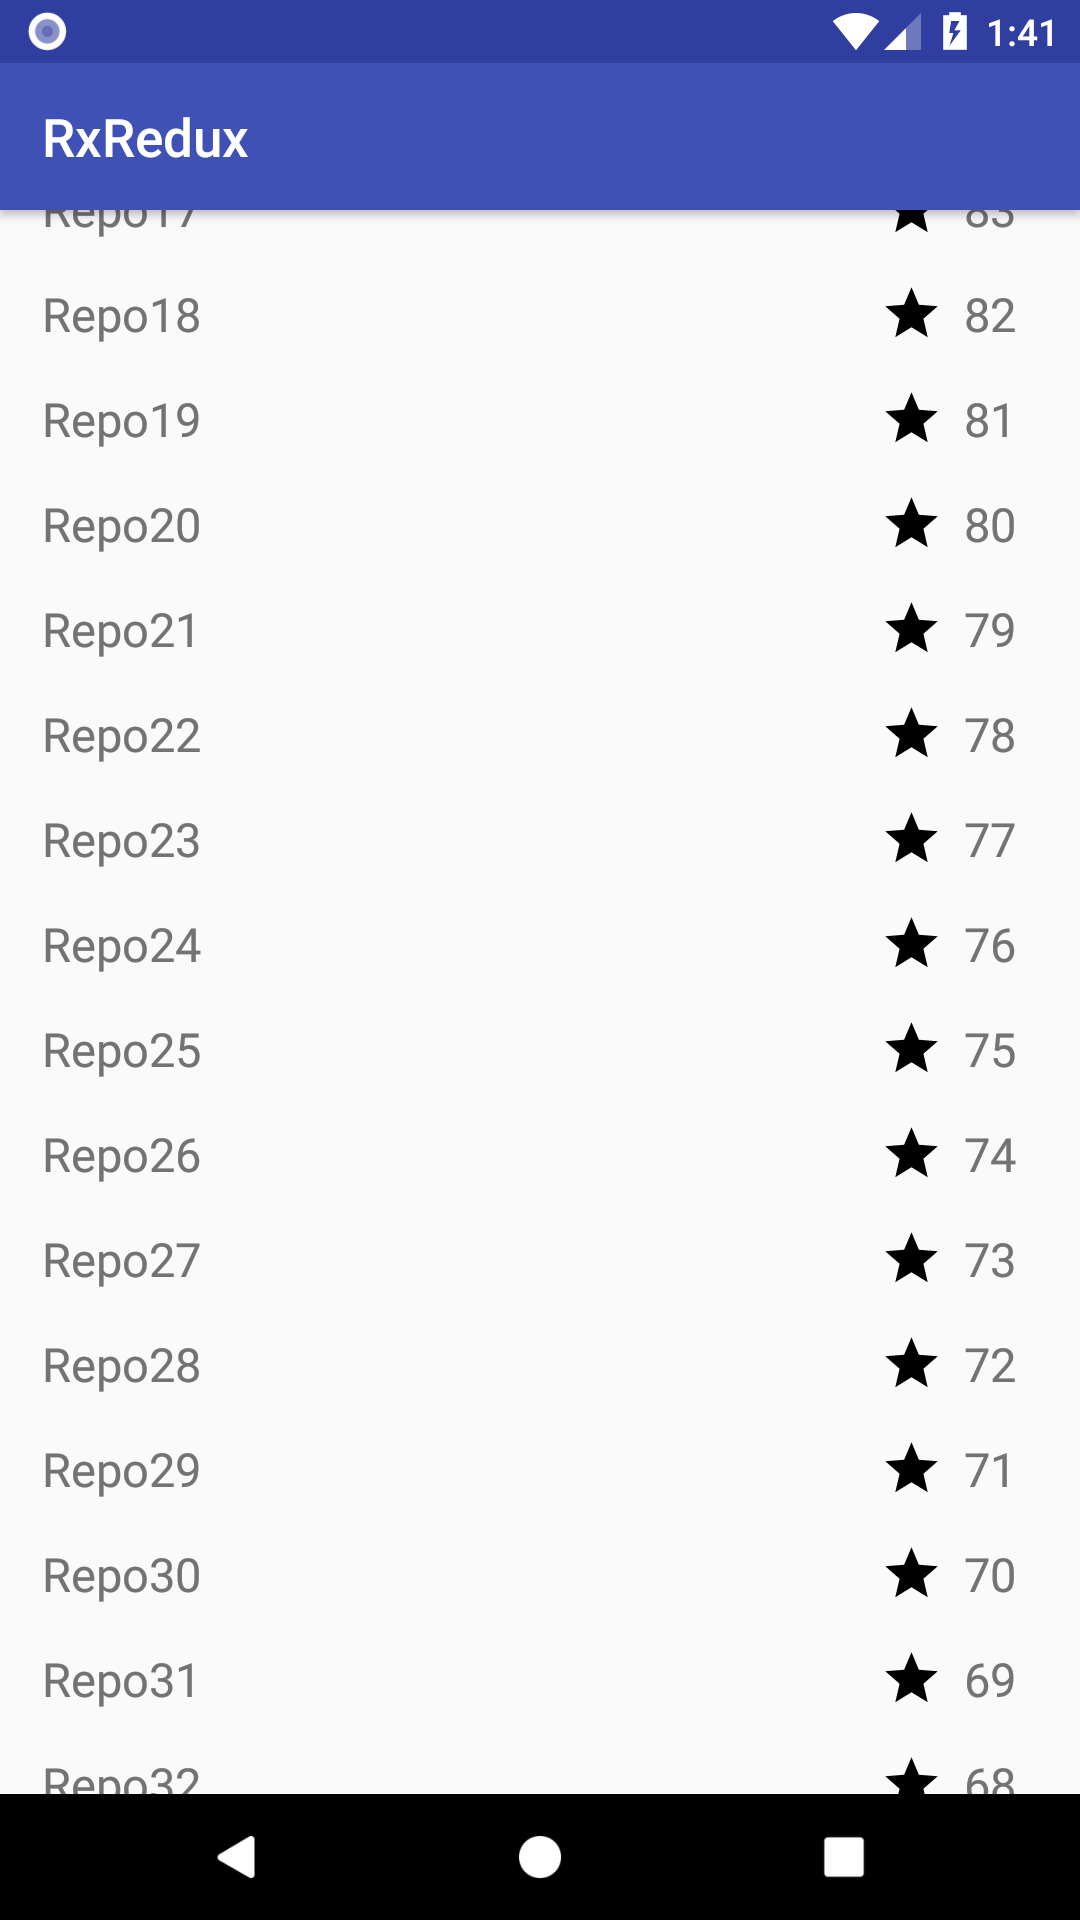 1:41
RxRedux
Repo17 83
Repo18 82
Repo19 81
Repo20 80
Repo21 79
Repo22 78
Repo23 77
Repo24 76
Repo25 75
Repo26 74
Repo27 73
Repo28 72
Repo29 71
Repo30 70
Repo31 69
Repo32 68